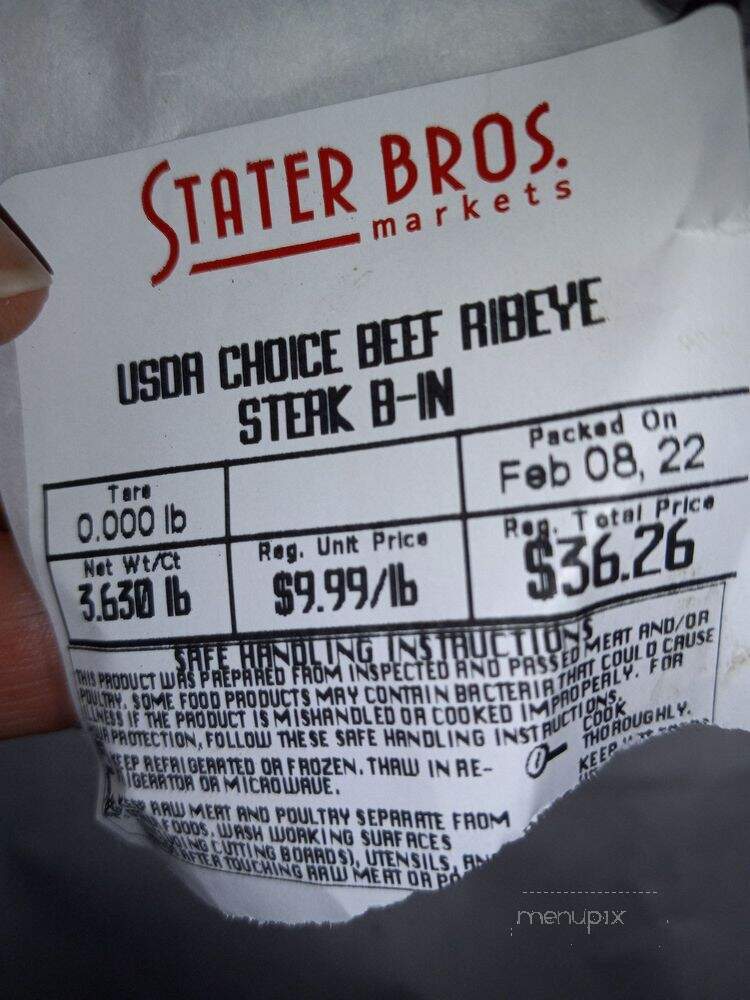 STATER BROS.
markets
USDA CHOICE BEEF RIBEYE
STEAK B-IN
Tare
0.000 lb
Packed On
Feb 08, 22
Net Wt/Ct
3.630 lb
Reg. Unit Price
$9.99/lb
Reg. Total Price
$36.26
SAFE HANDLING INSTRUCTIONS
THIS PRODUCT WAS PREPARED FROM INSPECTED AND PASSED MEAT AND/OR
POULTRY. SOME FOOD PRODUCTS MAY CONTAIN BACTERIA THAT COULD CAUSE
ILLNESS IF THE PRODUCT IS MISHANDLED OR COOKED IMPROPERLY. FOR
PROTECTION, FOLLOW THESE SAFE HANDLING INSTRUCTIONS.
KEEP REFRIGERATED OR FROZEN. THAW IN RE-
FRIGERATOR OR MICROWAVE.
COOK
THOROUGHLY.
KEEP
RAW MEAT AND POULTRY SEPARATE FROM
FOODS. WASH WORKING SURFACES
CUTTING BOARDS), UTENSILS,
AFTER TOUCHING RAW MEAT OR
menupix